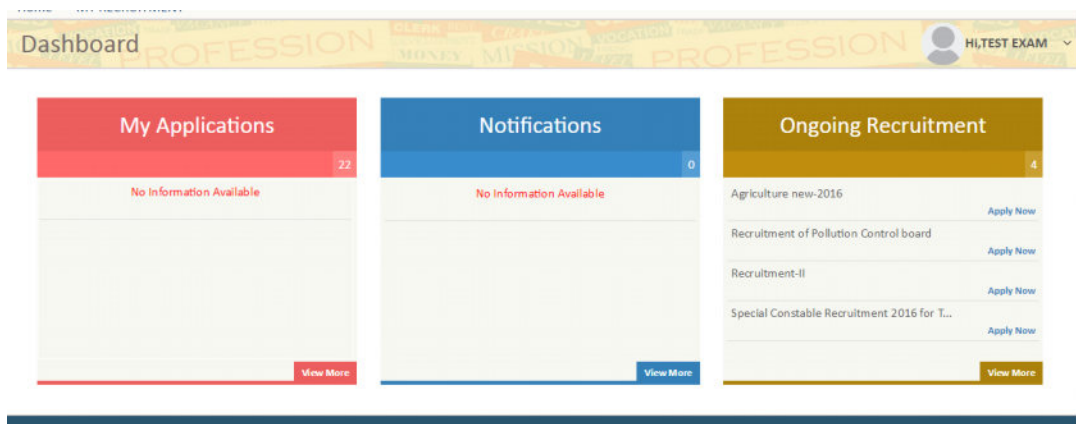 Dashboard
HI,TEST EXAM
My Applications
22
No Information Available
View More
Notifications
0
No Information Available
View More
Ongoing Recruitment
4
Agriculture new-2016
Apply Now
Recruitment of Pollution Control board
Apply Now
Recruitment-II
Apply Now
Special Constable Recruitment 2016 for T...
Apply Now
View More